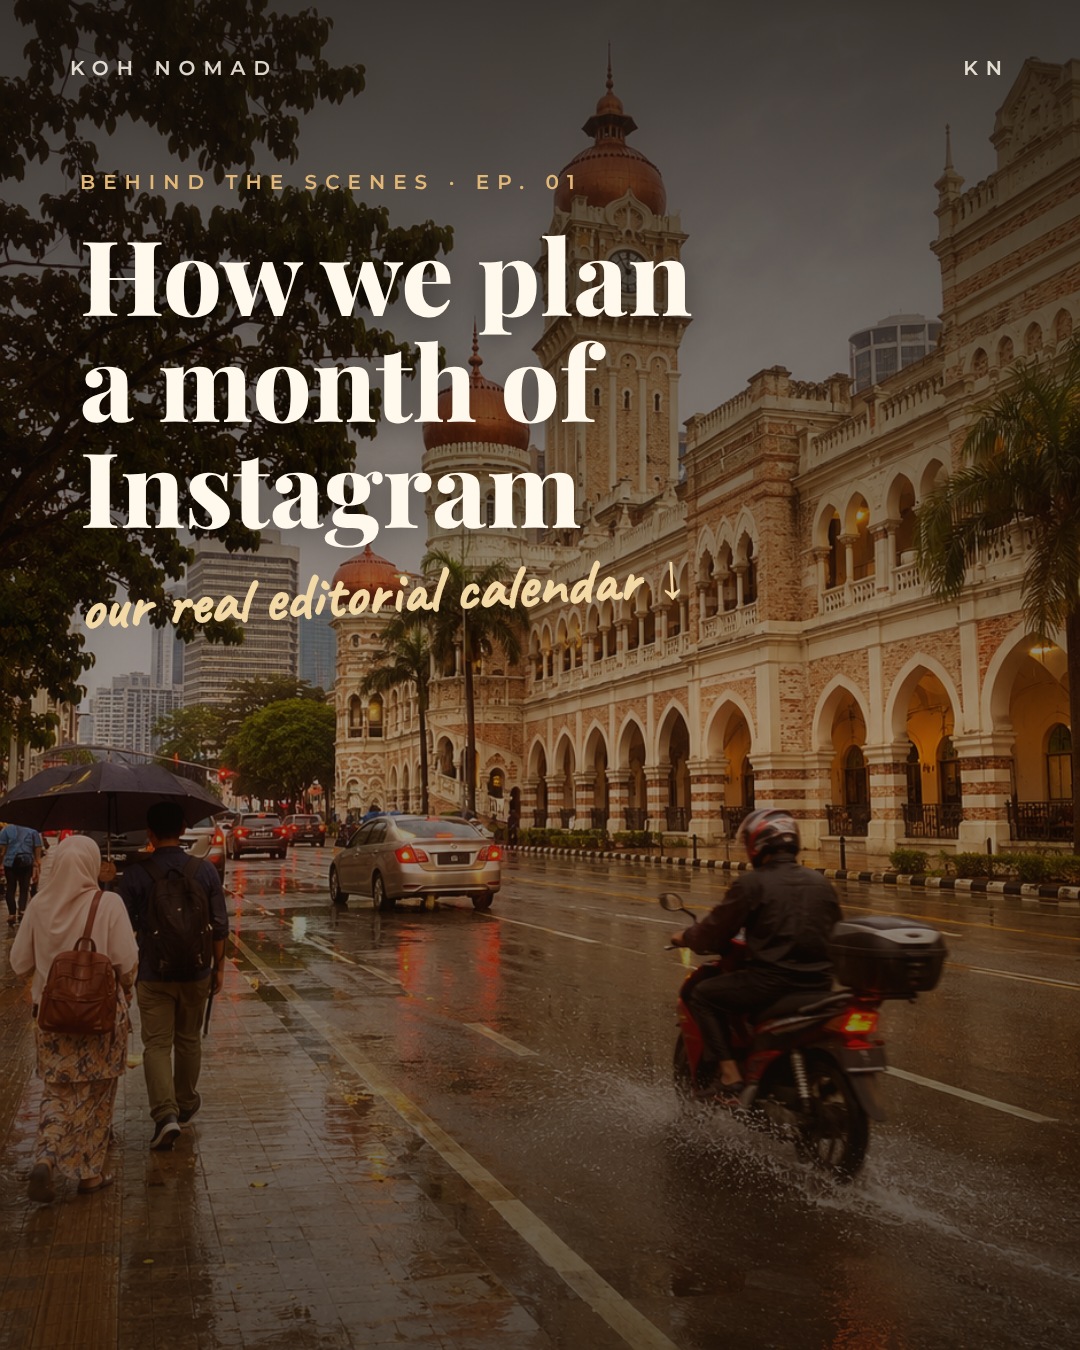 KOH NOMAD
KN
BEHIND THE SCENES · EP. 01
How we plan
a month of
Instagram
our real editorial calendar ↓